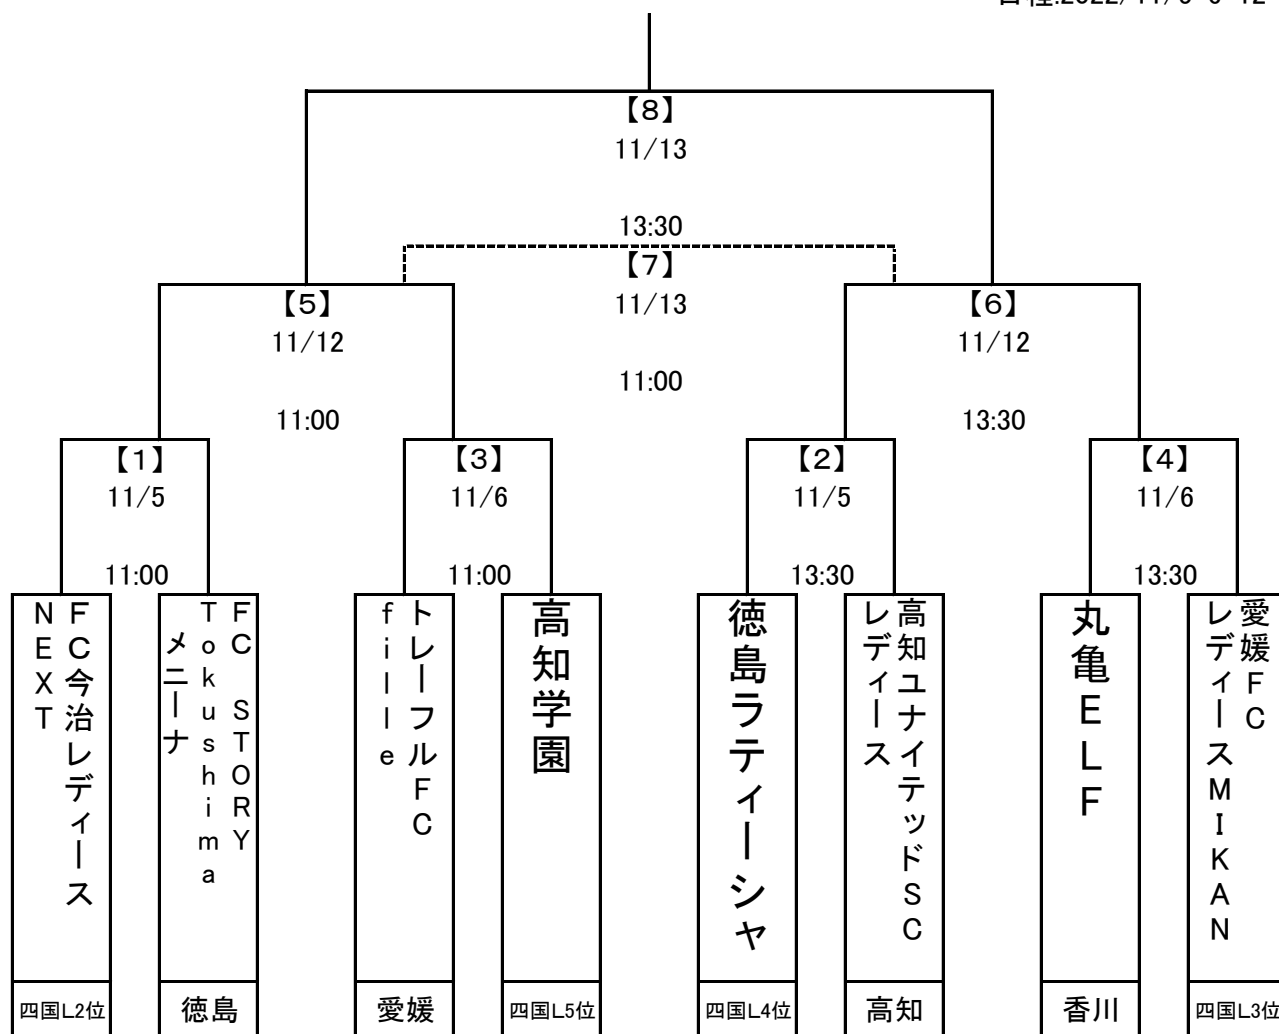 【8】
11/13
13:30
【7】
11/13
11:00
【5】
11/12
11:00
【6】
11/12
13:30
【1】
11/5
11:00
【3】
11/6
11:00
【2】
11/5
13:30
【4】
11/6
13:30
FC今治レディース
NEXT
FC STORY
Tokushima
メニーナ
トレーフルFC
fille
高知学園
徳島ラティーシャ
高知ユナイテッドSC
レディース
丸亀ELF
愛媛FC
レディースMIKAN
四国L2位
徳島
愛媛
四国L5位
四国L4位
高知
香川
四国L3位